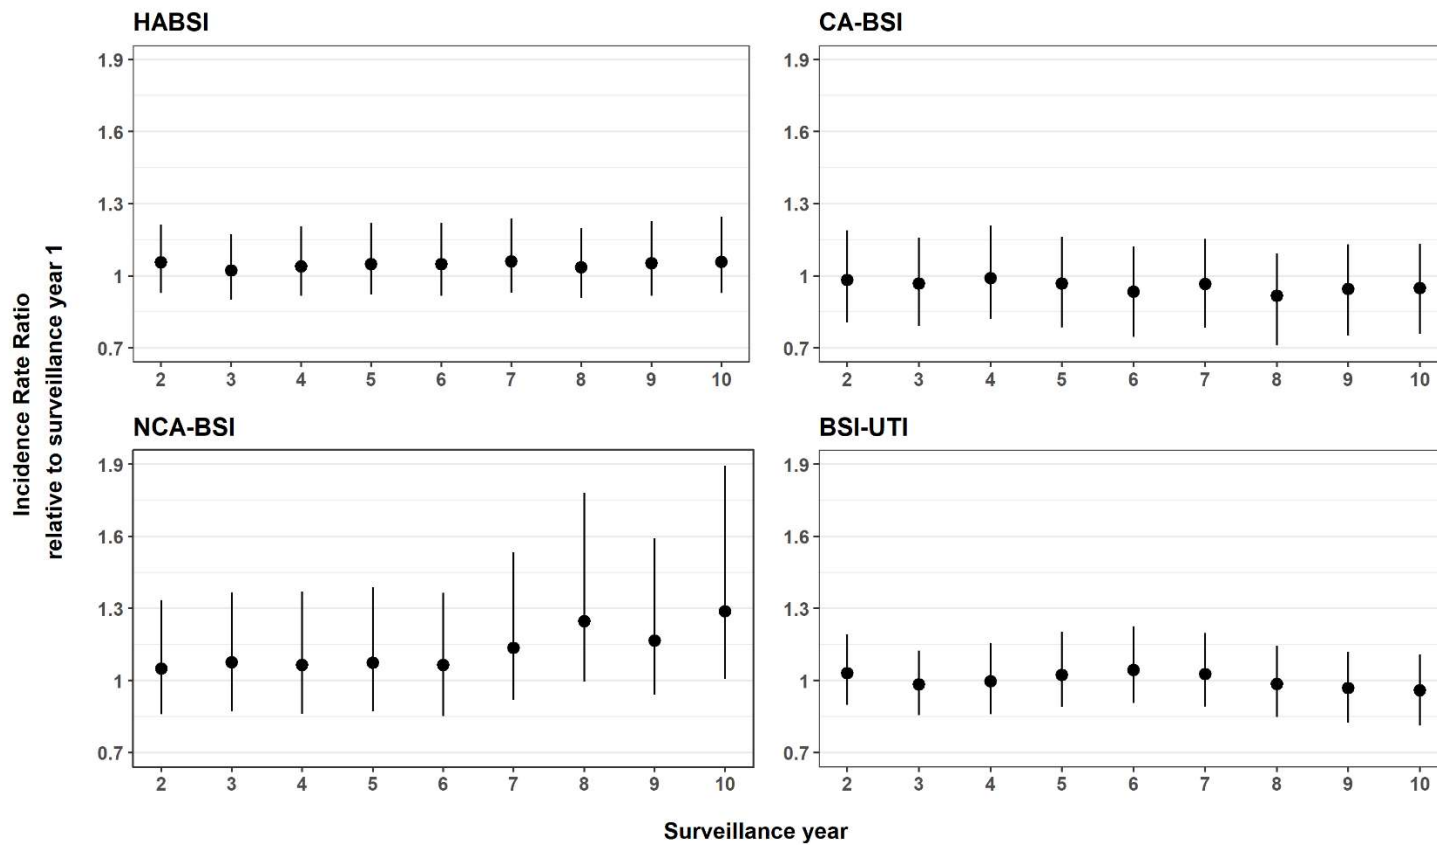 HABSI
1.9
1.6
1.3
1
0.7
2 3 4 5 6 7 8 9 10
CA-BSI
1.9
1.6
1.3
1
0.7
2 3 4 5 6 7 8 9 10
Incidence Rate Ratio
relative to surveillance year 1
NCA-BSI
1.9
1.6
1.3
1
0.7
2 3 4 5 6 7 8 9 10
BSI-UTI
1.9
1.6
1.3
1
0.7
2 3 4 5 6 7 8 9 10
Surveillance year